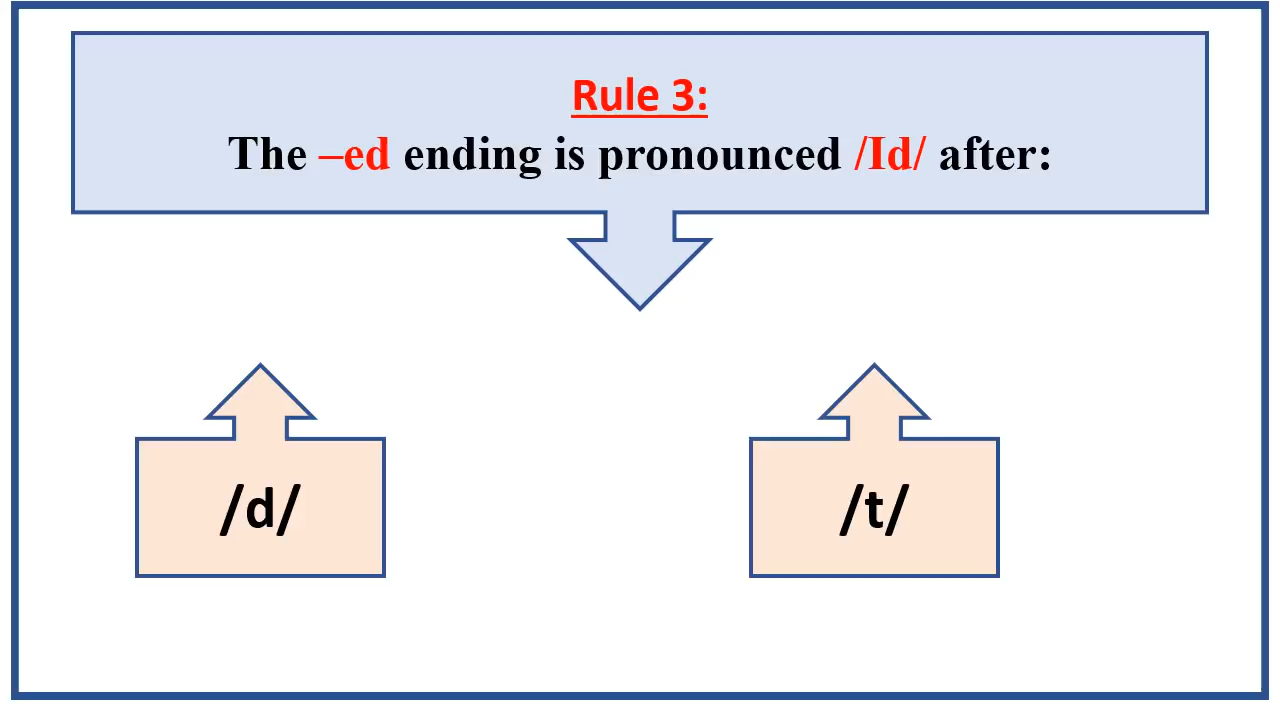 Rule 3:
The –ed ending is pronounced /Id/ after:
/d/
/t/